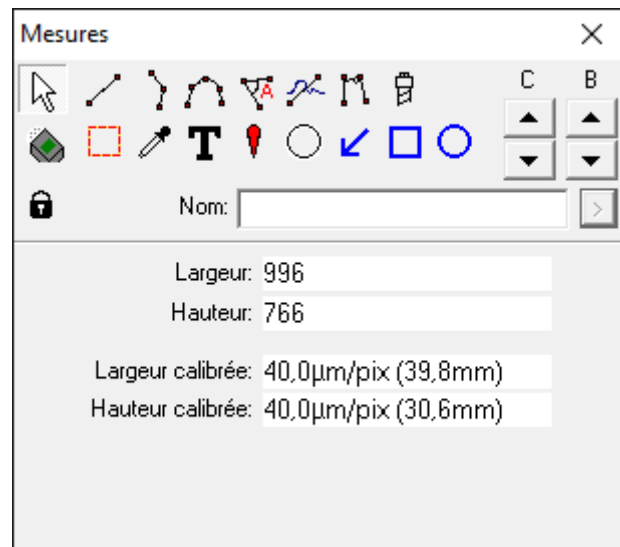 Mesures
C B
A
T
Nom:
Largeur: 996
Hauteur: 766
Largeur calibrée: 40,0µm/pix (39,8mm)
Hauteur calibrée: 40,0µm/pix (30,6mm)